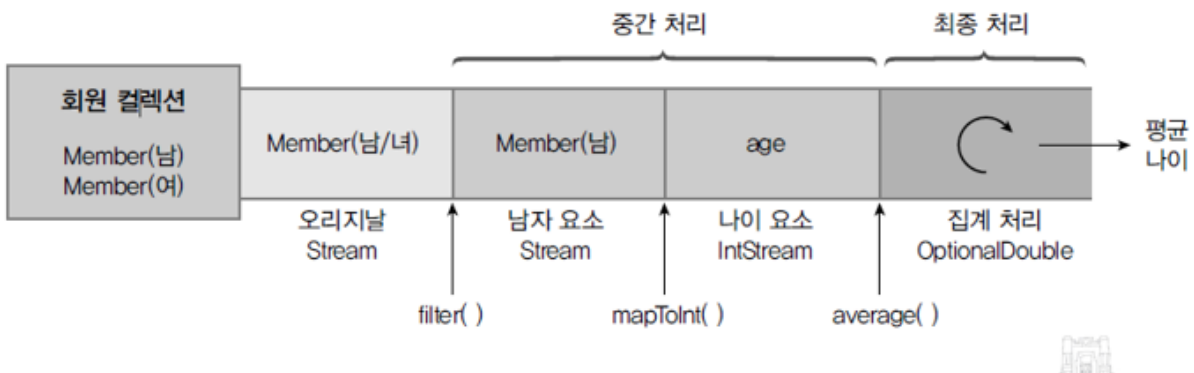 중간 처리
최종 처리
회원 컬렉션
Member(남)
Member(여)
Member(남/녀)
Member(남)
age
평균
나이
오리지날
Stream
남자 요소
Stream
나이 요소
IntStream
집계 처리
OptionalDouble
filter( )
mapToInt( )
average( )